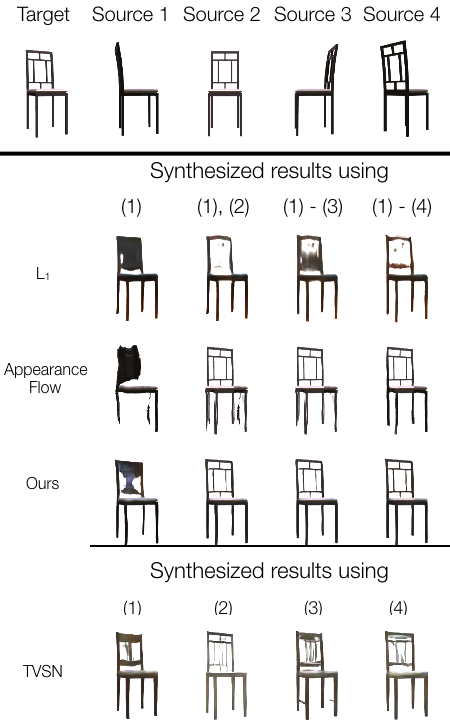 Target Source 1 Source 2 Source 3 Source 4
Synthesized results using
(1) (1), (2) (1) - (3) (1) - (4)
L₁
Appearance
Flow
Ours
Synthesized results using
(1) (2) (3) (4)
TVSN